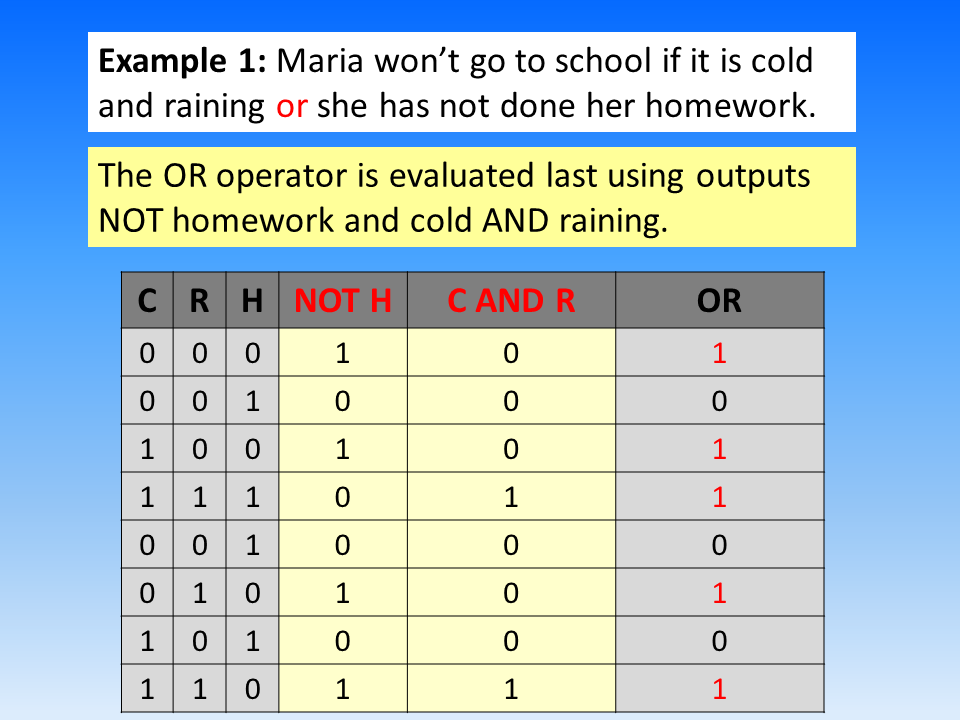 Example 1: Maria won’t go to school if it is cold
and raining or she has not done her homework.
The OR operator is evaluated last using outputs
NOT homework and cold AND raining.
C R H NOT H C AND R OR
0 0 0 1 0 1
0 0 1 0 0 0
1 0 0 1 0 1
1 1 1 0 1 1
0 0 1 0 0 0
0 1 0 1 0 1
1 0 1 0 0 0
1 1 0 1 1 1